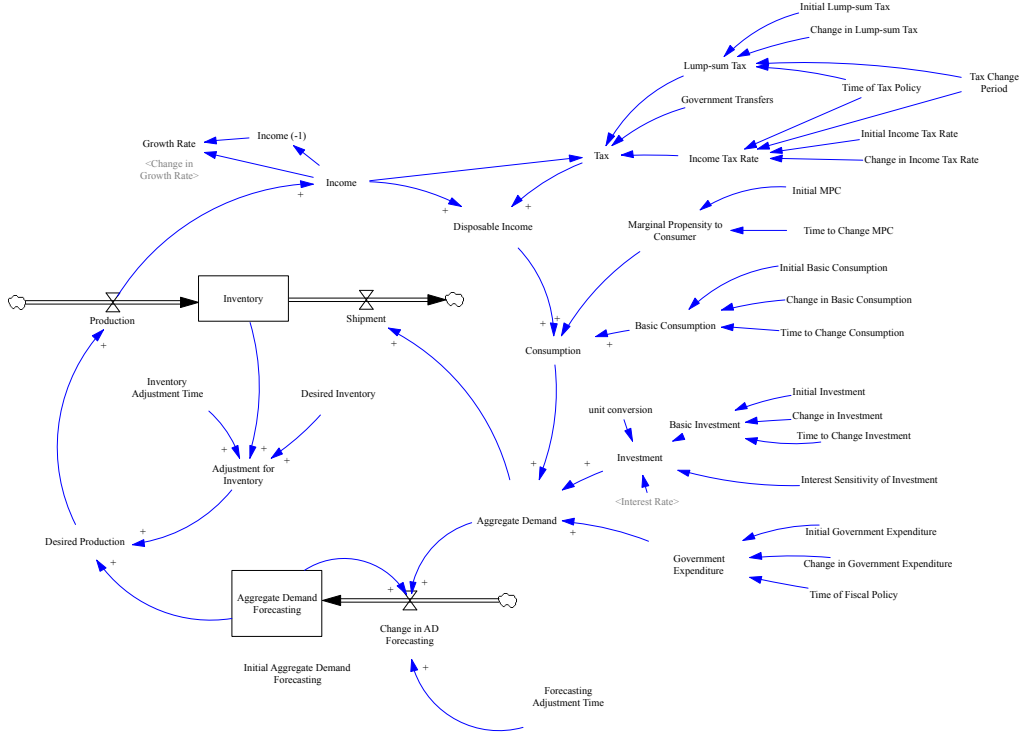 Initial Lump-sum Tax
Change in Lump-sum Tax
Lump-sum Tax
Tax Change
Period
Time of Tax Policy
Government Transfers
Growth Rate
Income (-1)
Initial Income Tax Rate
<Change in
Growth Rate>
Tax
Income Tax Rate
Change in Income Tax Rate
Income
+
Initial MPC
+
+
Disposable Income
Marginal Propensity to
Consumer
Time to Change MPC
Initial Basic Consumption
Inventory
Change in Basic Consumption
Production
Shipment
+
+
+
+
Basic Consumption
Time to Change Consumption
+
Consumption
Inventory
Adjustment Time
Desired Inventory
Initial Investment
unit conversion
Basic Investment
Change in Investment
Time to Change Investment
+
+
+
Adjustment for
Inventory
+
+
Investment
Interest Sensitivity of Investment
<Interest Rate>
Aggregate Demand
+
Initial Government Expenditure
+
Desired Production
+
Government
Expenditure
Change in Government Expenditure
+
+
Time of Fiscal Policy
Aggregate Demand
Forecasting
Change in AD
Forecasting
Initial Aggregate Demand
Forecasting
+
Forecasting
Adjustment Time